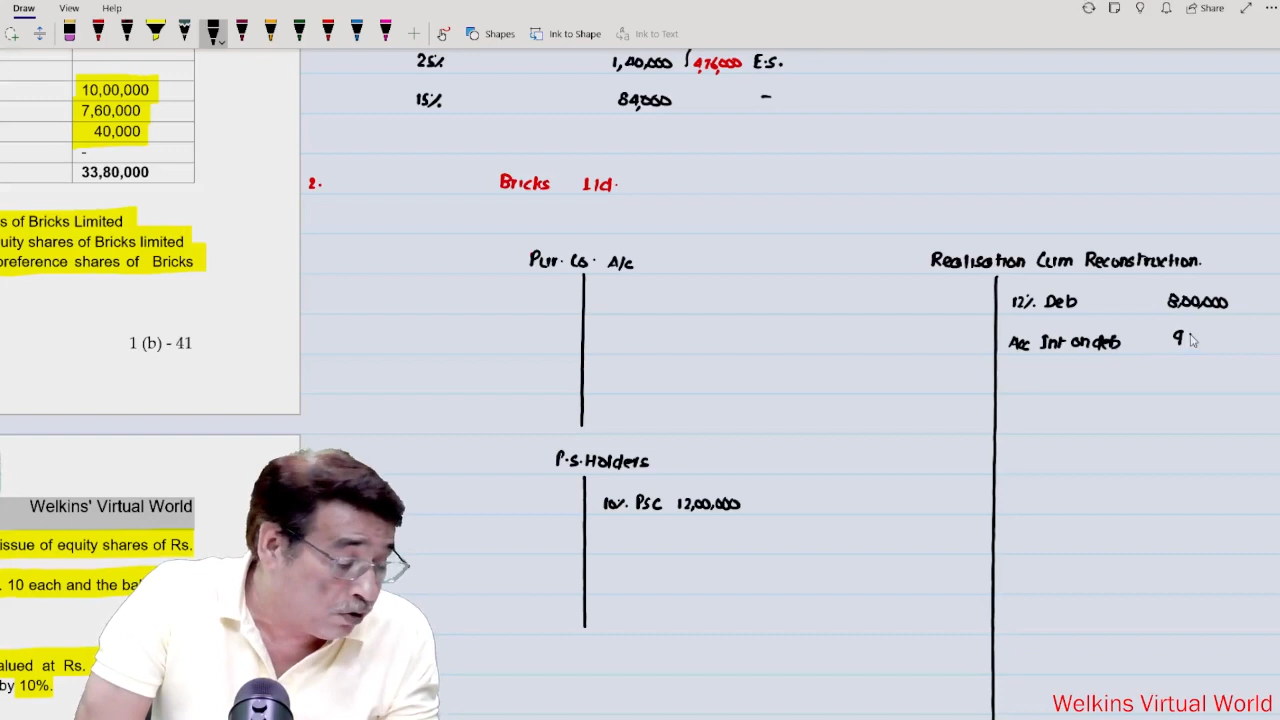 Draw View Help
Share
Shapes Ink to Shape Ink to Text
25% 1,40,000 4,76,000 E.S.
10,00,000
15% 84,000 -
7,60,000
40,000
-
33,80,000
2. Bricks Ltd.
s of Bricks Limited
uity shares of Bricks limited
preference shares of Bricks
Pur. Co. A/c
Realisation Cum Reconstruction.
12% Deb 8,00,000
Acc Int on deb 9
1 (b) - 41
P.S. Holders
10% PSC 12,00,000
Welkins' Virtual World
issue of equity shares of Rs.
. 10 each and the
alued at Rs.
by 10%.
Welkins Virtual World